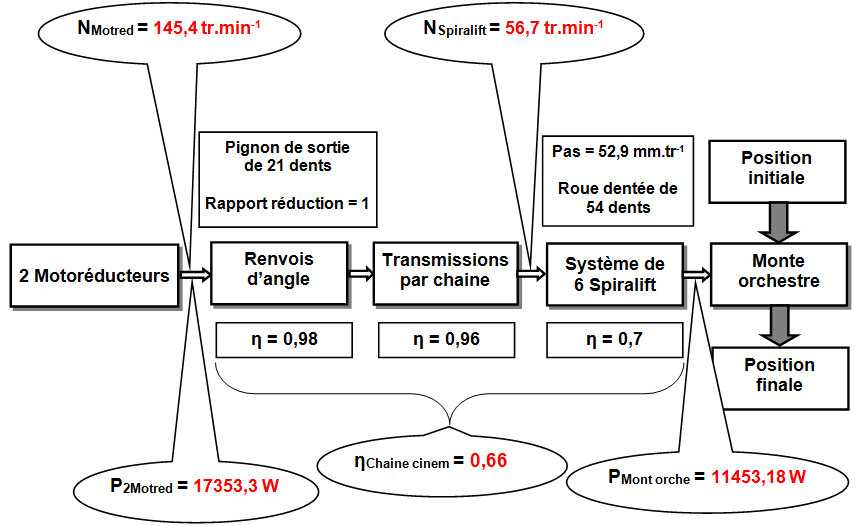 NMotred = 145,4 tr.min-1
NSpiralift = 56,7 tr.min-1
Pignon de sortie
de 21 dents
Rapport réduction = 1
Pas = 52,9 mm.tr-1
Roue dentée de
54 dents
Position
initiale
2 Motoréducteurs
Renvois
d’angle
Transmissions
par chaine
Système de
6 Spiralift
Monte
orchestre
η = 0,98
η = 0,96
η = 0,7
Position
finale
ηChaine cinem = 0,66
P2Motred = 17353,3 W
PMont orche = 11453,18 W